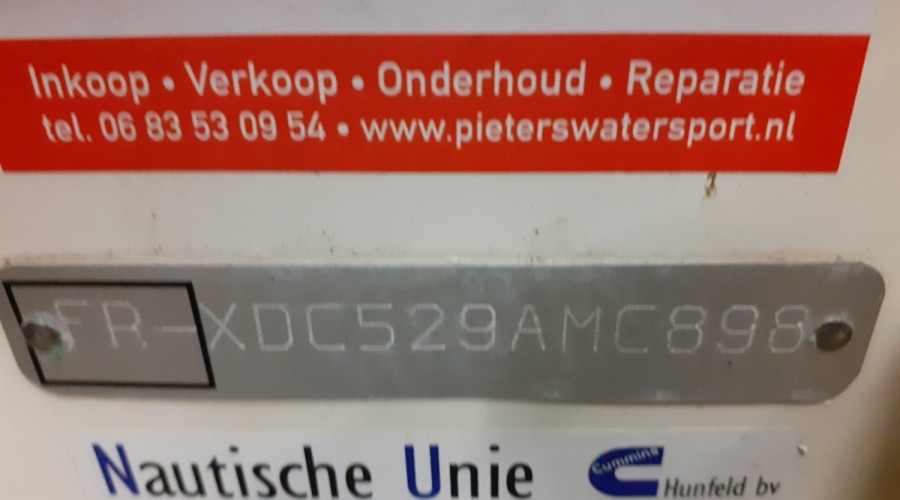 Inkoop • Verkoop • Onderhoud • Reparatie
tel. 06 83 53 09 54 • www.pieterswatersport.nl
FR-XDC529AMC898
Nautische Unie
Cummins
Hunfeld bv